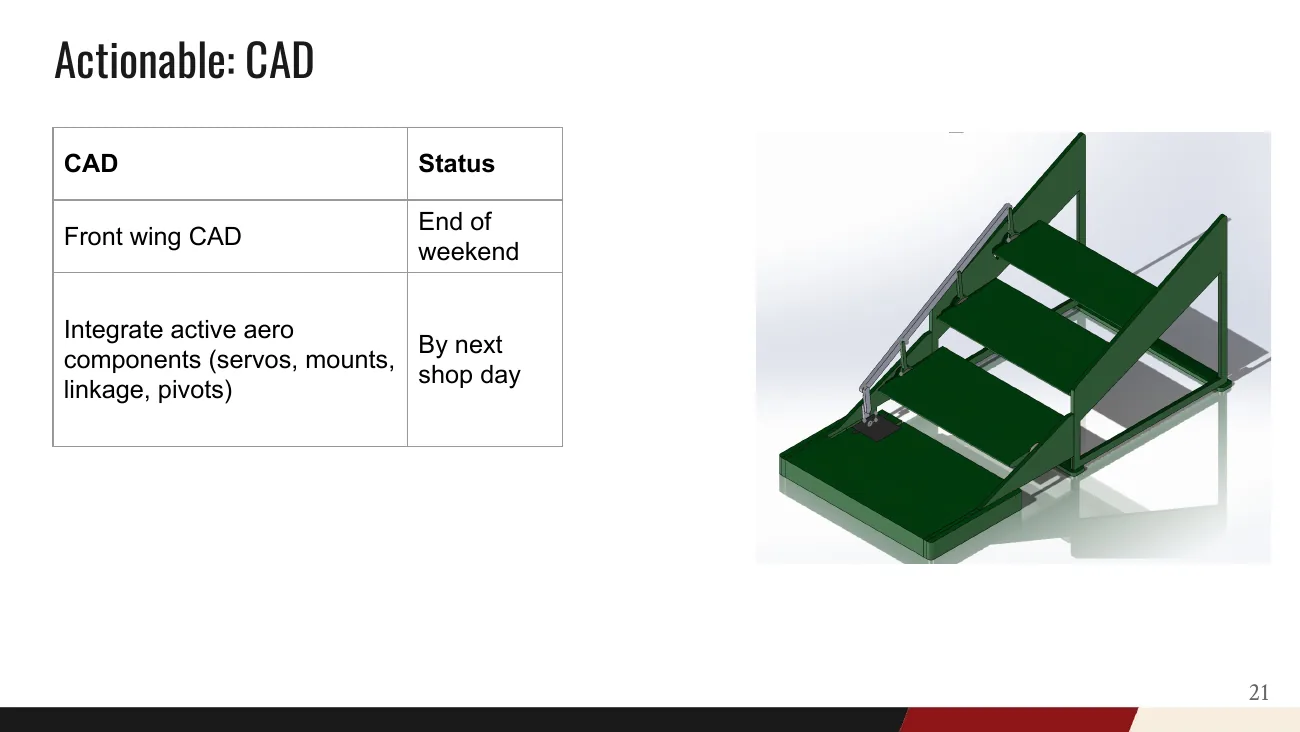 Actionable: CAD
CAD
Status
Front wing CAD
End of
weekend
Integrate active aero
components (servos, mounts,
linkage, pivots)
By next
shop day
21